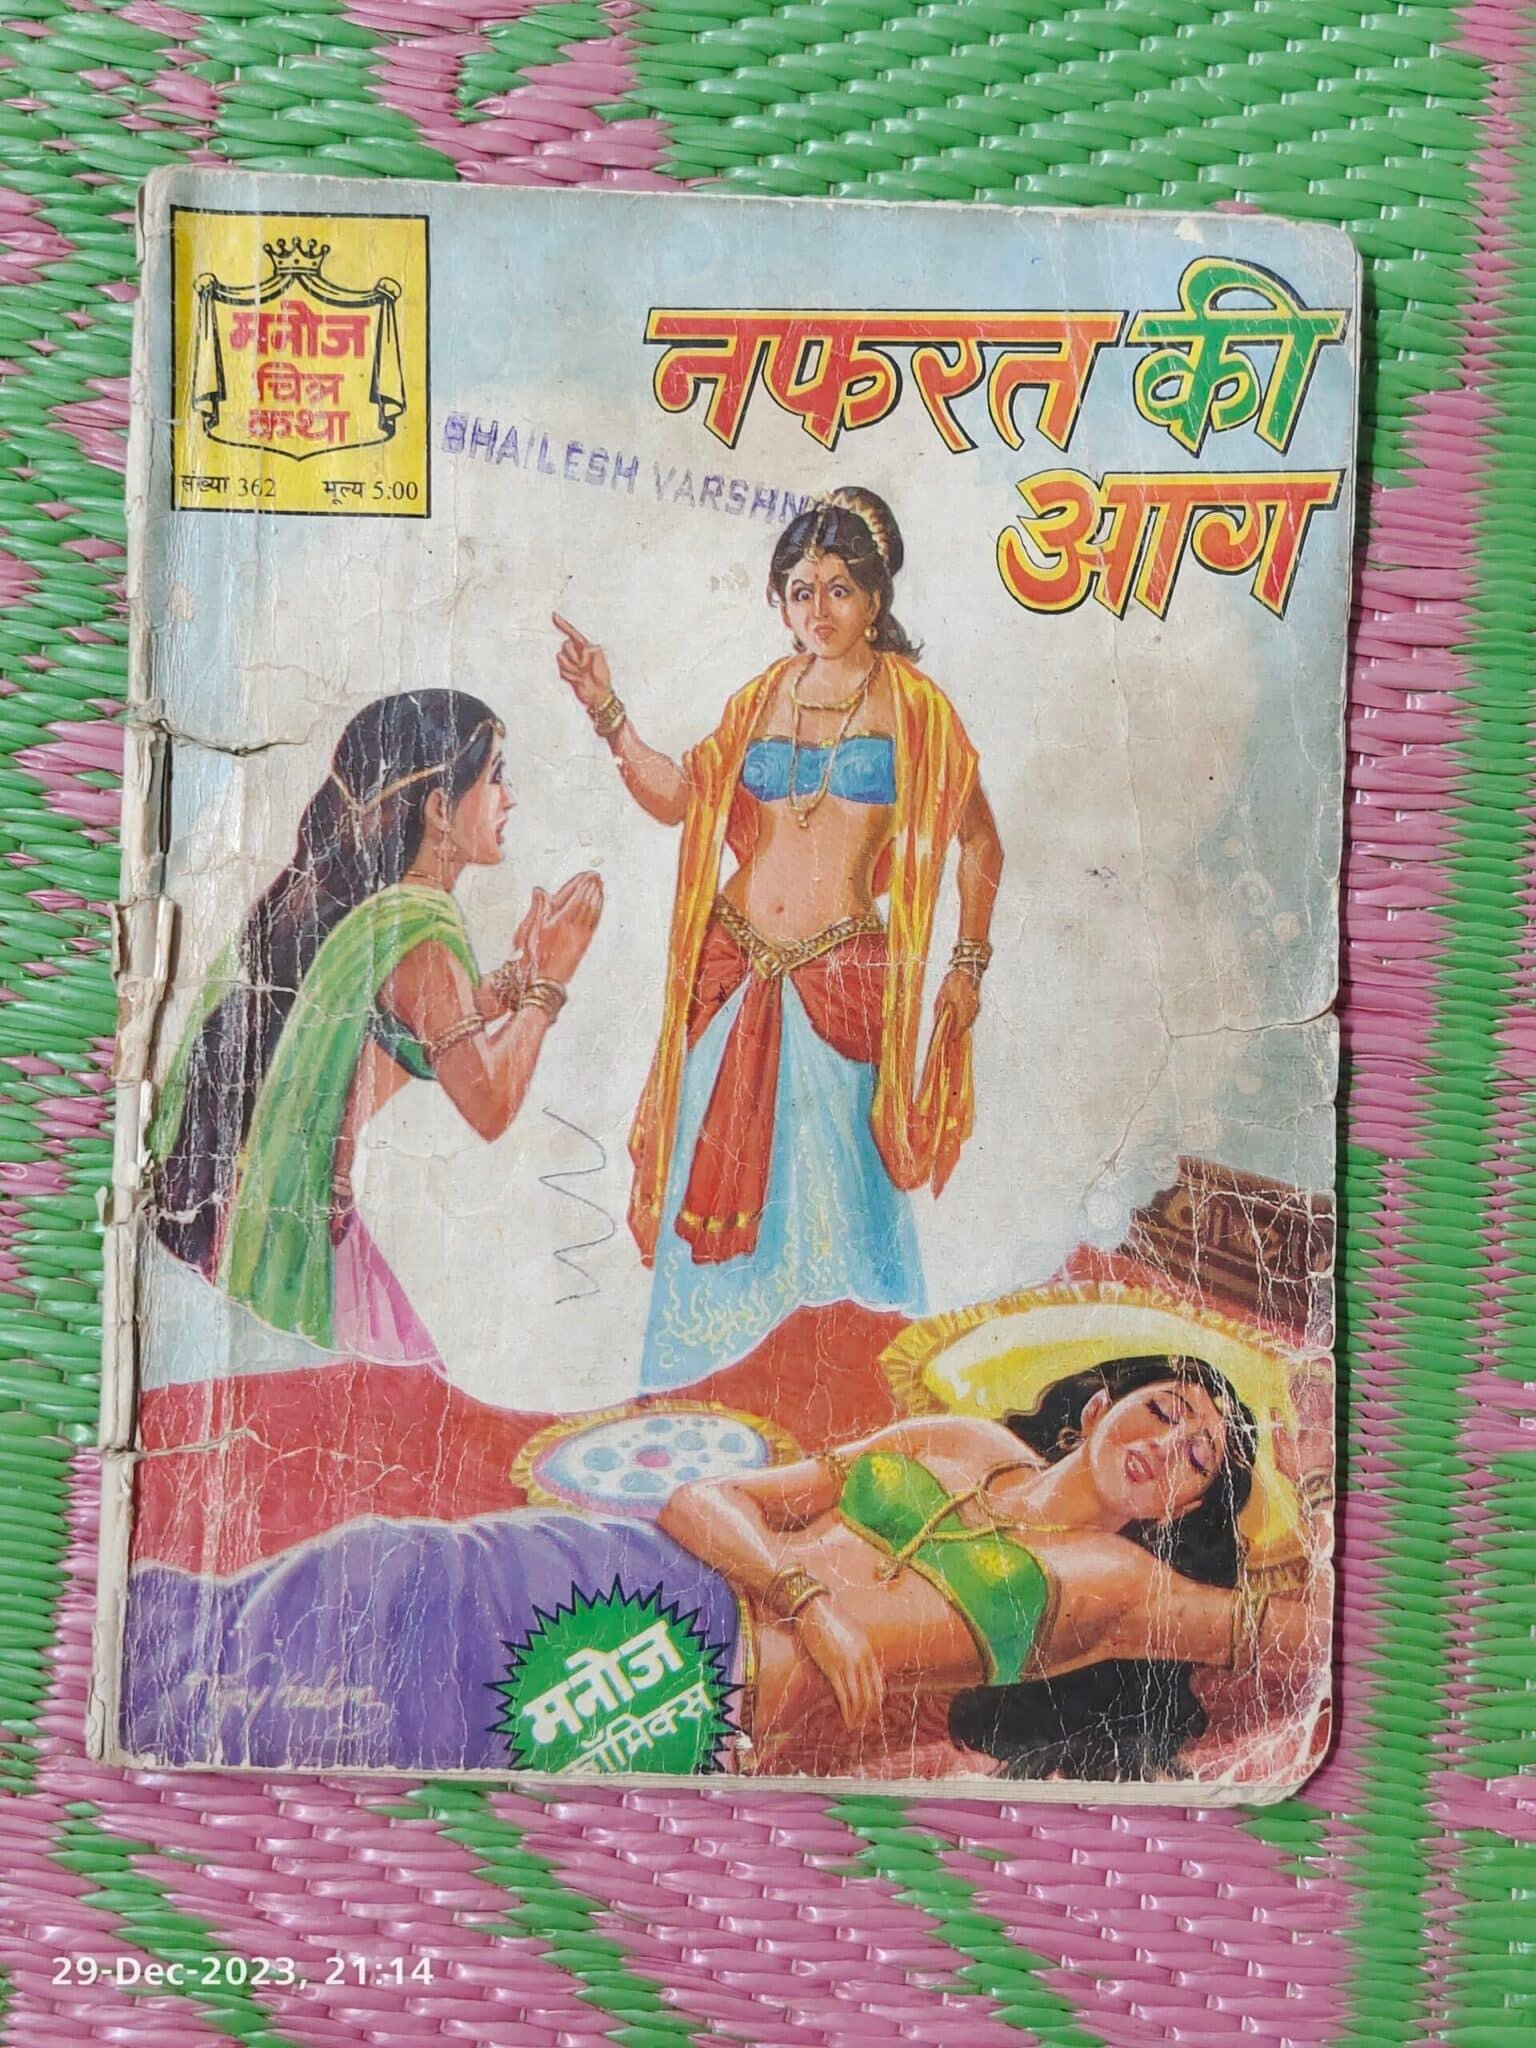 मनोज
चित्र
कथा
संख्या 362 मूल्य 5:00
नफरत की
आग
BHAILESH VARSHN
मनोज
कॉमिक्स
29-Dec-2023, 21:14